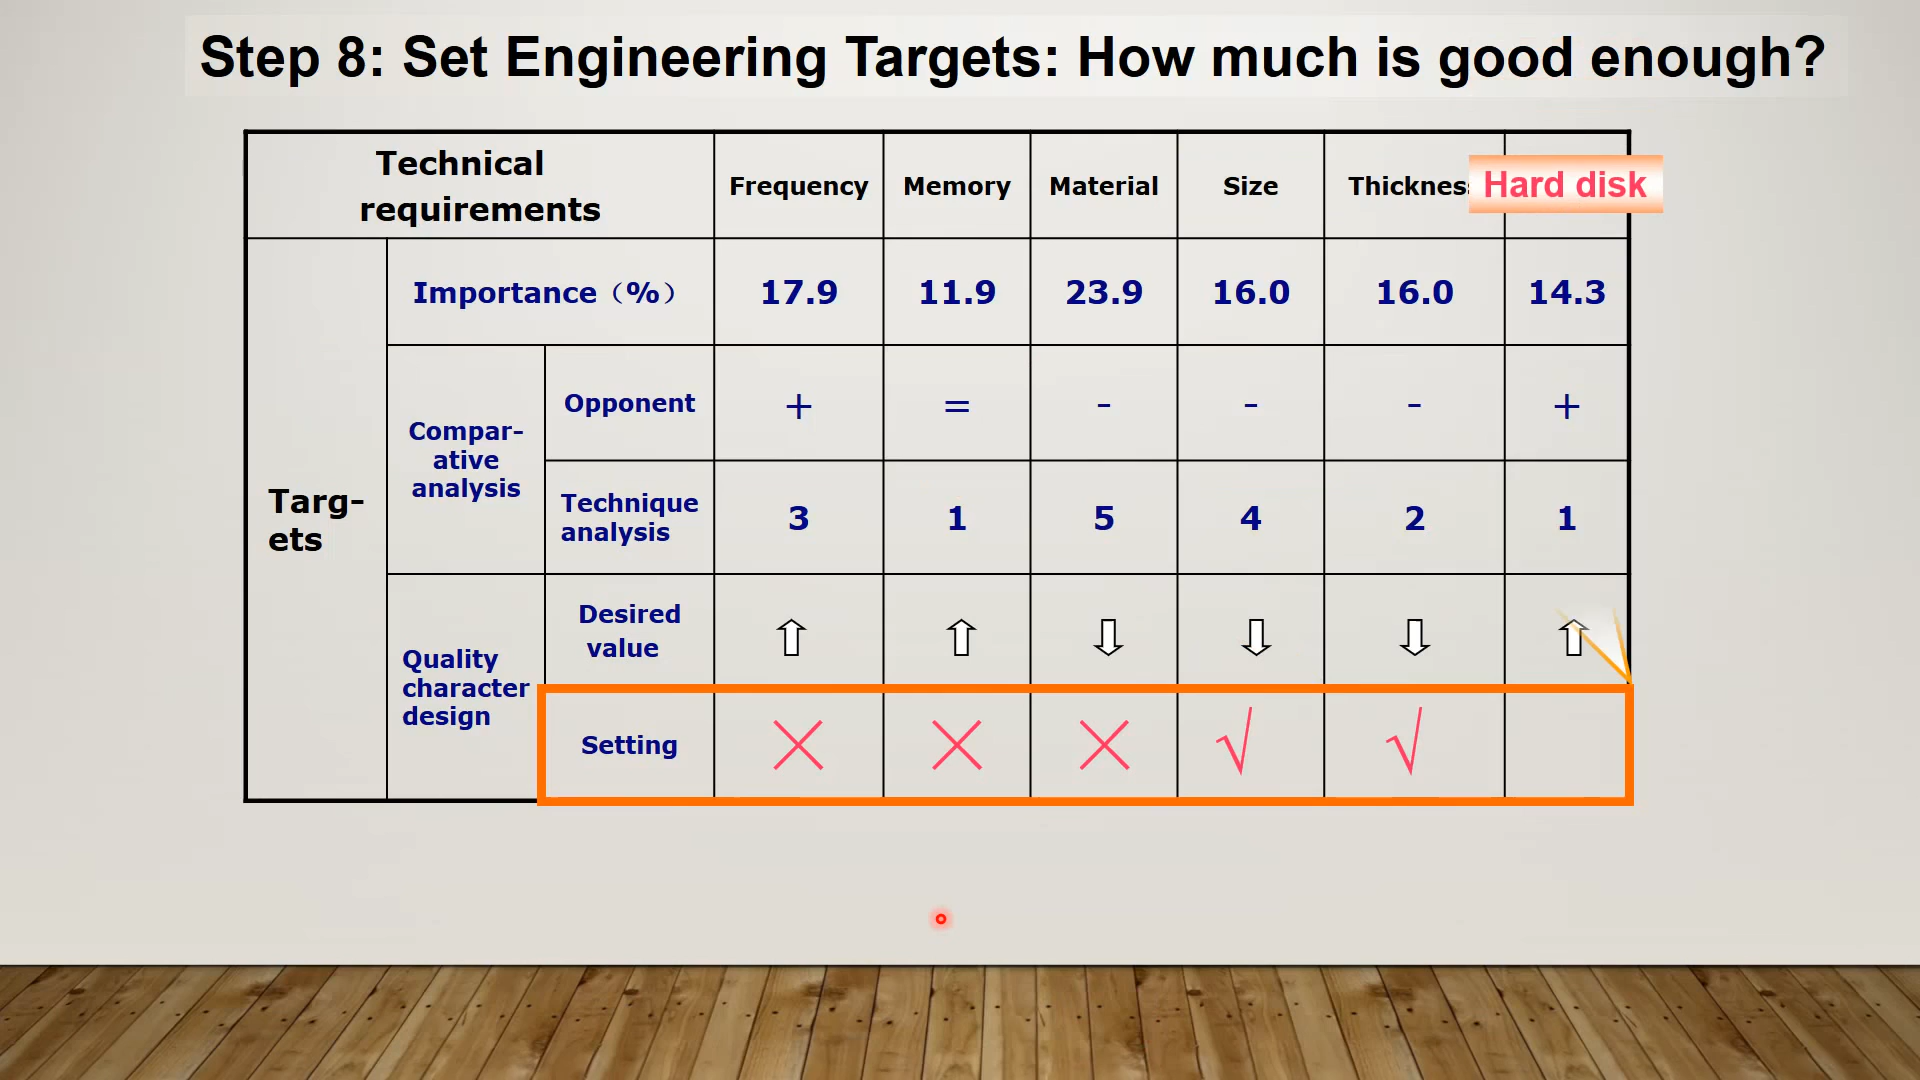 Step 8: Set Engineering Targets: How much is good enough?
Technical
requirements
Frequency
Memory
Material
Size
Thickness
Hard disk
Targ-
ets
Importance（%）
17.9
11.9
23.9
16.0
16.0
14.3
Compar-
ative
analysis
Opponent
+
=
-
-
-
+
Technique
analysis
3
1
5
4
2
1
Quality
character
design
Desired
value
⇧
⇧
⇩
⇩
⇩
⇧
Setting
×
×
×
√
√